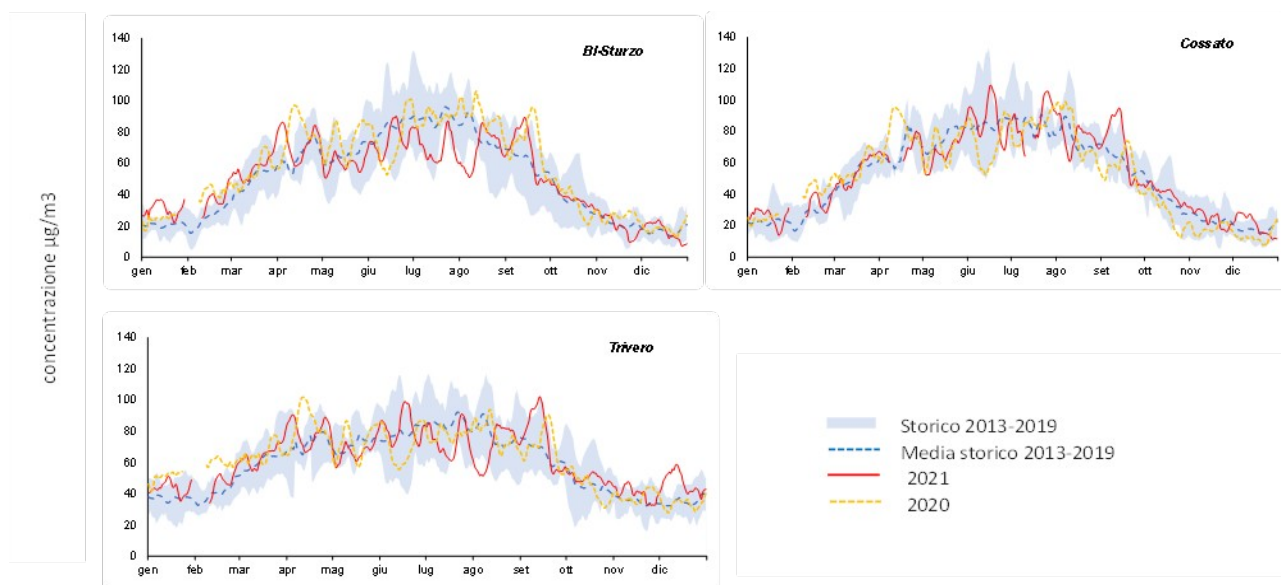 concentrazione µg/m3
BI-Sturzo
140
120
100
80
60
40
20
0
gen feb mar apr mag giu lug ago set ott nov dic
Cossato
140
120
100
80
60
40
20
0
gen feb mar apr mag giu lug ago set ott nov dic
Trivero
140
120
100
80
60
40
20
0
gen feb mar apr mag giu lug ago set ott nov dic
Storico 2013-2019
Media storico 2013-2019
2021
2020